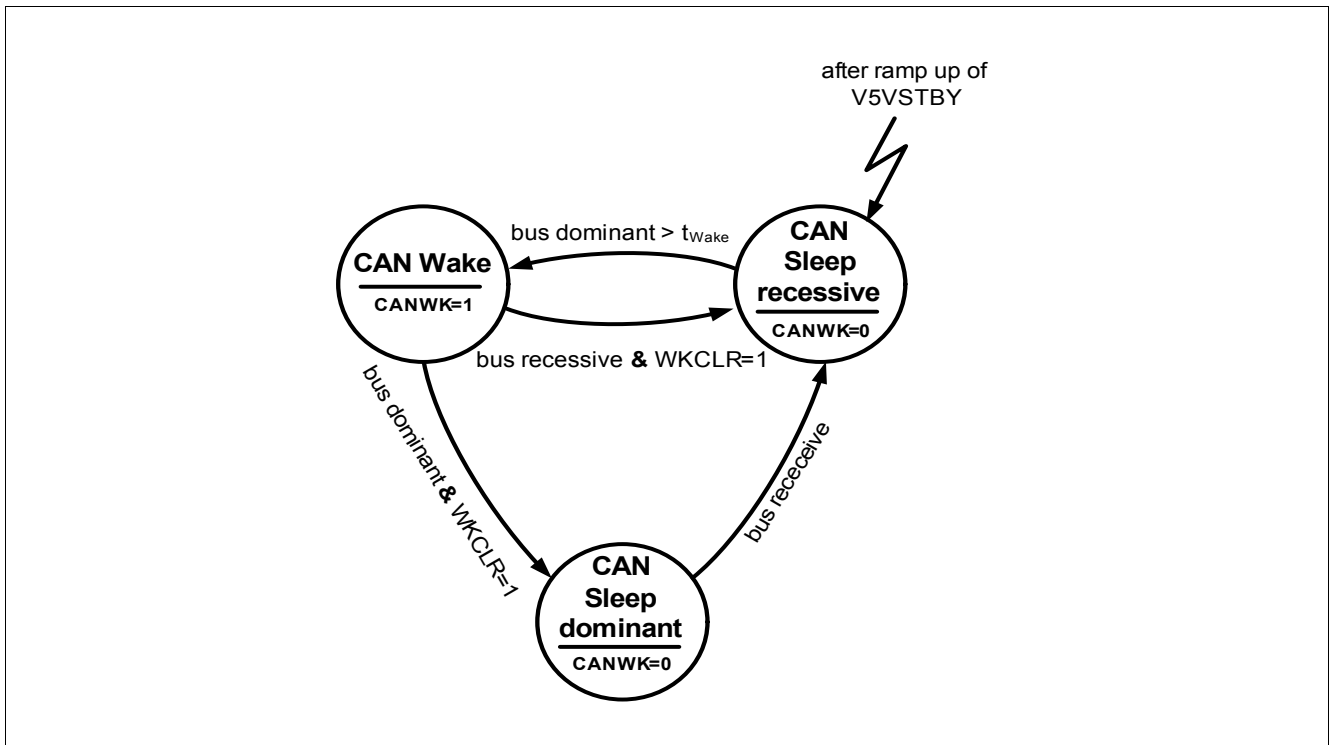 after ramp up of
V5VSTBY
bus dominant > tWake
CAN Wake
CANWK=1
CAN
Sleep
recessive
CANWK=0
bus recessive & WKCLR=1
bus dominant & WKCLR=1
bus receceive
CAN
Sleep
dominant
CANWK=0